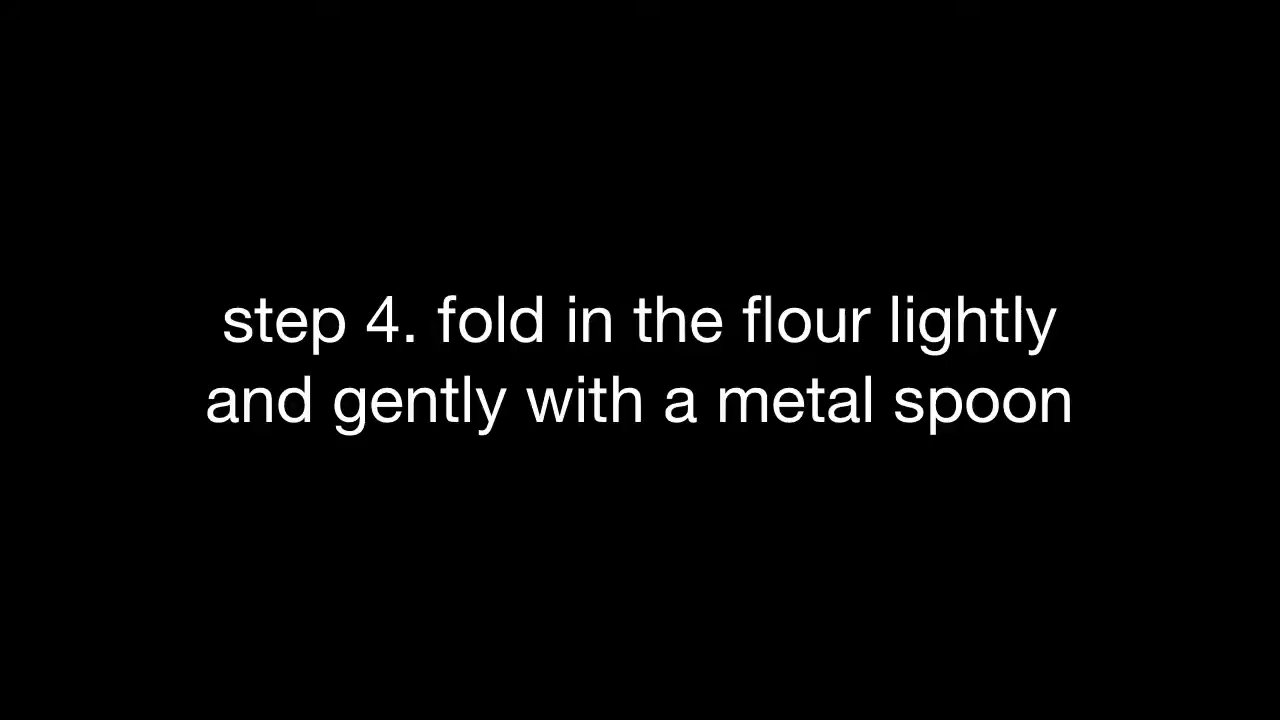 step 4. fold in the flour lightly
and gently with a metal spoon